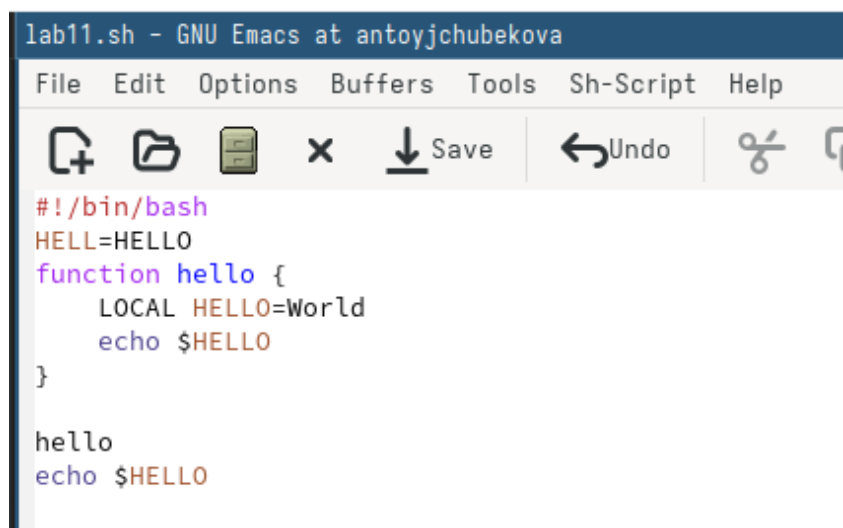 lab11.sh - GNU Emacs at antoyjchubekova
File Edit Options Buffers Tools Sh-Script Help
Save Undo
#!/bin/bash
HELL=HELLO
function hello {
    LOCAL HELLO=World
    echo $HELLO
}
hello
echo $HELLO